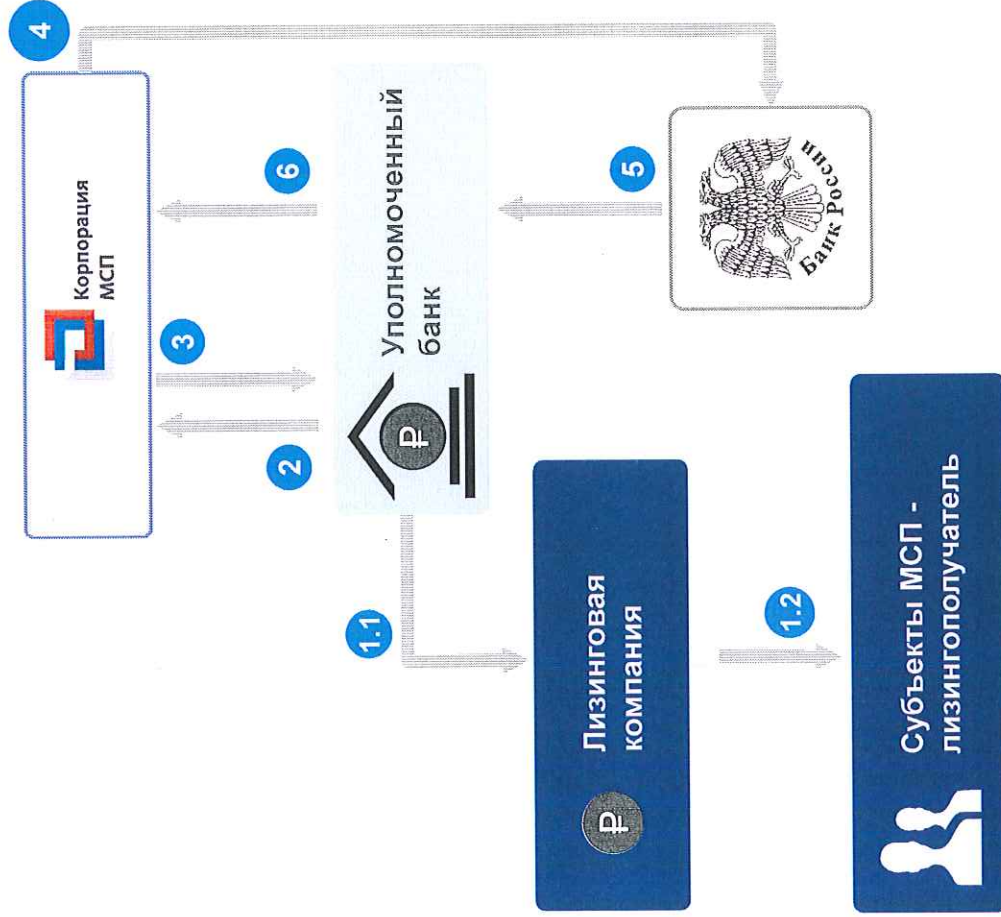 4
Корпорация
МСП
3
6
2
Уполномоченный
банк
₽
5
Банк России
1.1
Лизинговая
компания
₽
1.2
Субъекты МСП -
лизингополучатель